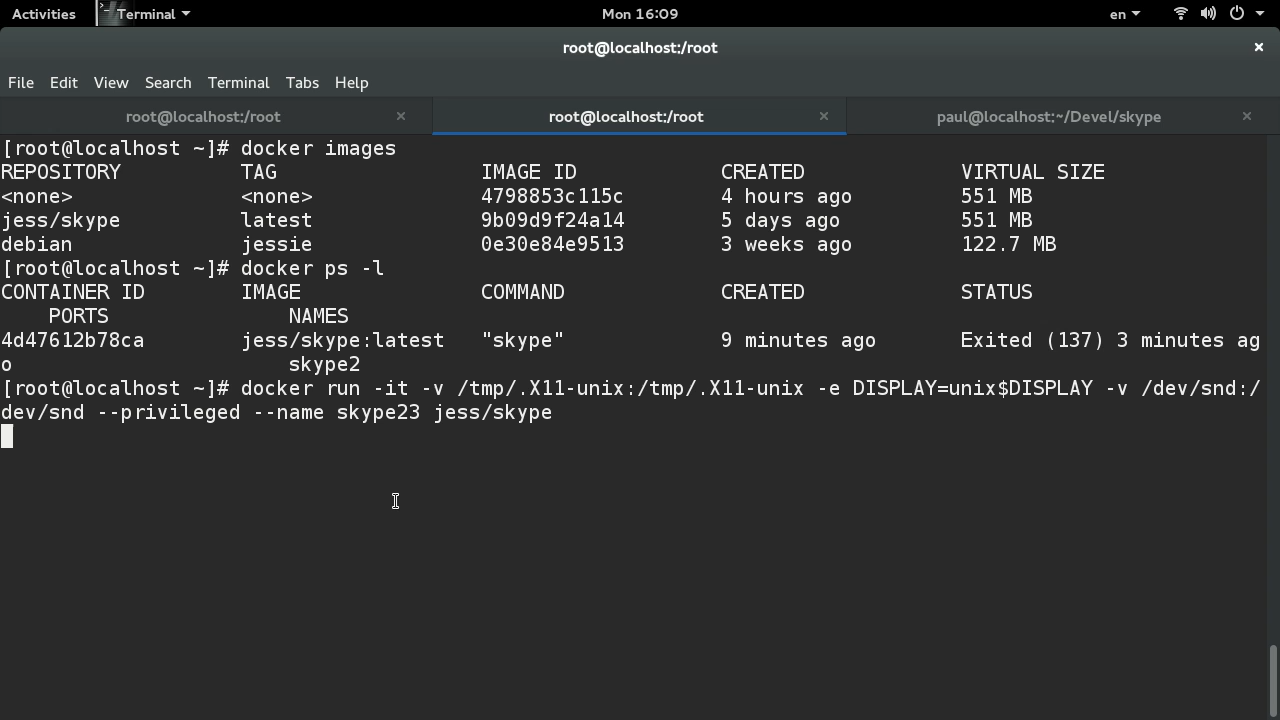 Activities Terminal Mon 16:09 en
root@localhost:/root
File Edit View Search Terminal Tabs Help
root@localhost:/root root@localhost:/root paul@localhost:~/Devel/skype
[root@localhost ~]# docker images
REPOSITORY TAG IMAGE ID CREATED VIRTUAL SIZE
<none> <none> 4798853c115c 4 hours ago 551 MB
jess/skype latest 9b09d9f24a14 5 days ago 551 MB
debian jessie 0e30e84e9513 3 weeks ago 122.7 MB
[root@localhost ~]# docker ps -l
CONTAINER ID IMAGE COMMAND CREATED STATUS
PORTS NAMES
4d47612b78ca jess/skype:latest "skype" 9 minutes ago Exited (137) 3 minutes ag
o skype2
[root@localhost ~]# docker run -it -v /tmp/.X11-unix:/tmp/.X11-unix -e DISPLAY=unix$DISPLAY -v /dev/snd:/
dev/snd --privileged --name skype23 jess/skype